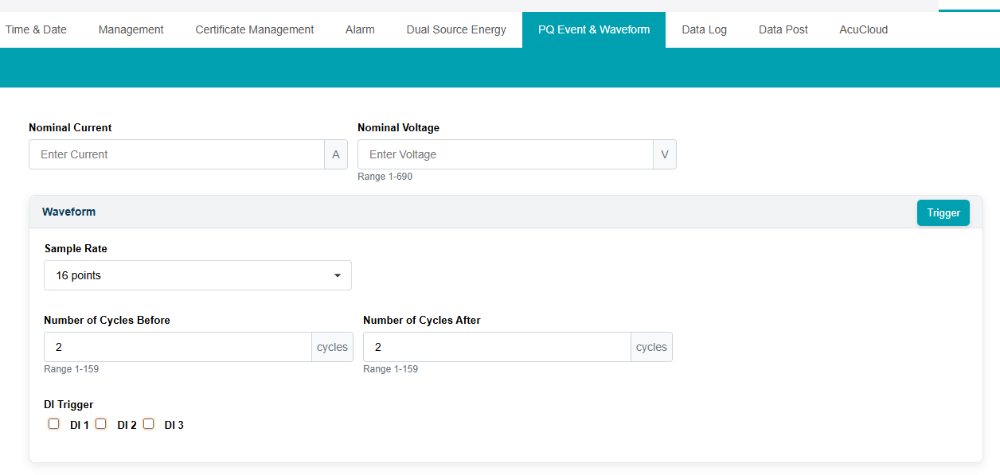 Time & Date Management Certificate Management Alarm Dual Source Energy PQ Event & Waveform Data Log Data Post AcuCloud
Nominal Current Nominal Voltage
Enter Current A Enter Voltage V
Range 1-690
Waveform Trigger
Sample Rate
16 points
Number of Cycles Before Number of Cycles After
2 cycles 2 cycles
Range 1-159 Range 1-159
DI Trigger
DI 1 DI 2 DI 3